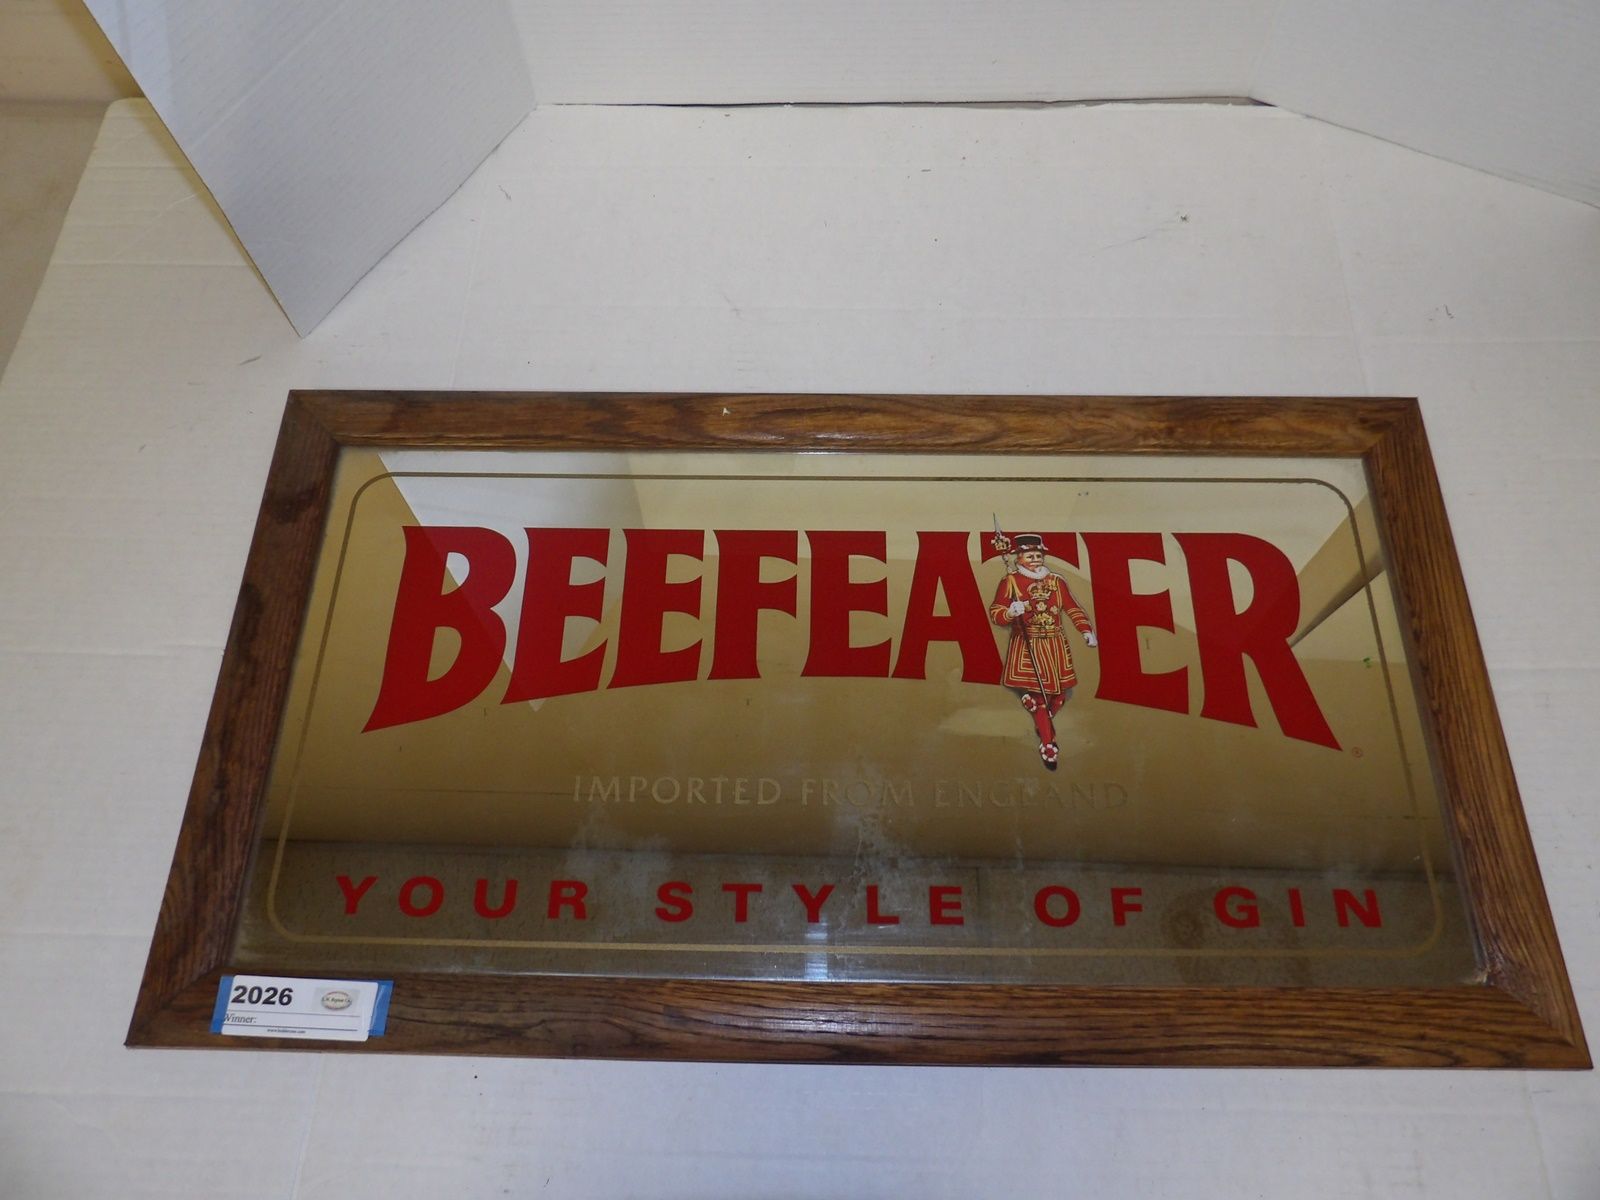 BEEFEATER
®
IMPORTED FROM ENGLAND
YOUR STYLE OF GIN
2026
Winner: